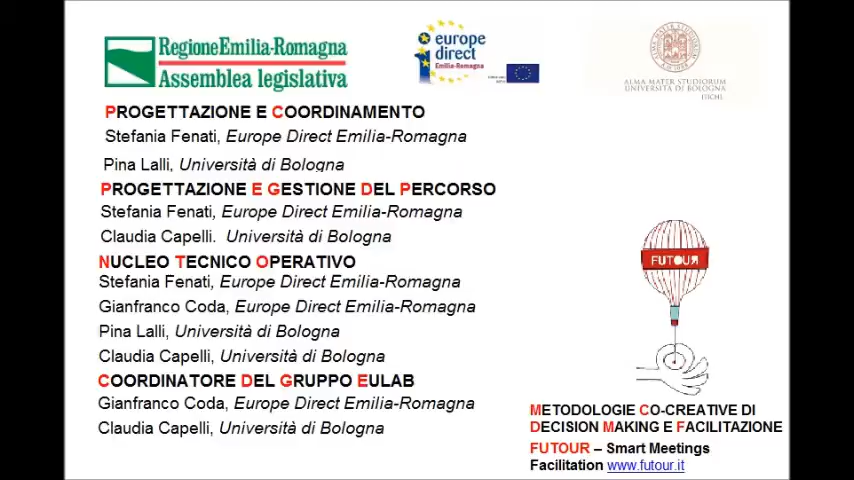 RegioneEmilia-Romagna
Assemblea legislativa
europe
direct
Emilia-Romagna
ALMA MATER STUDIORUM
UNIVERSITÀ DI BOLOGNA
PROGETTAZIONE E COORDINAMENTO
Stefania Fenati, Europe Direct Emilia-Romagna
Pina Lalli, Università di Bologna
PROGETTAZIONE E GESTIONE DEL PERCORSO
Stefania Fenati, Europe Direct Emilia-Romagna
Claudia Capelli. Università di Bologna
NUCLEO TECNICO OPERATIVO
Stefania Fenati, Europe Direct Emilia-Romagna
Gianfranco Coda, Europe Direct Emilia-Romagna
Pina Lalli, Università di Bologna
Claudia Capelli, Università di Bologna
COORDINATORE DEL GRUPPO EULAB
Gianfranco Coda, Europe Direct Emilia-Romagna
Claudia Capelli, Università di Bologna
FUTOUR
METODOLOGIE CO-CREATIVE DI
DECISION MAKING E FACILITAZIONE
FUTOUR – Smart Meetings
Facilitation www.futour.it